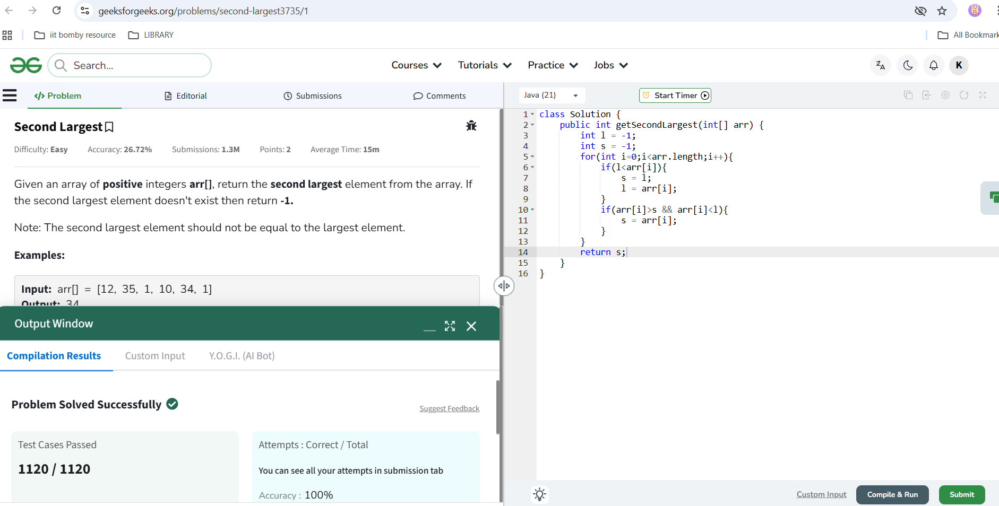 geeksforgeeks.org/problems/second-largest3735/1
iit bomby resource
LIBRARY
All Bookmark
Search...
Courses
Tutorials
Practice
Jobs
K
</> Problem
Editorial
Submissions
Comments
Java (21)
Start Timer
Second Largest
Difficulty: Easy Accuracy: 26.72% Submissions: 1.3M Points: 2 Average Time: 15m
Given an array of positive integers arr[], return the second largest element from the array. If
the second largest element doesn't exist then return -1.
Note: The second largest element should not be equal to the largest element.
Examples:
Input: arr[] = [12, 35, 1, 10, 34, 1]
Output: 34
Output Window
Compilation Results
Custom Input
Y.O.G.I. (AI Bot)
Problem Solved Successfully
Suggest Feedback
Test Cases Passed
1120 / 1120
Attempts : Correct / Total
You can see all your attempts in submission tab
Accuracy : 100%
1 class Solution {
2     public int getSecondLargest(int[] arr) {
3         int l = -1;
4         int s = -1;
5         for(int i=0;i<arr.length;i++){
6             if(l<arr[i]){
7                 s = l;
8                 l = arr[i];
9             }
10             if(arr[i]>s && arr[i]<l){
11                 s = arr[i];
12             }
13         }
14         return s;
15     }
16 }
Custom Input
Compile & Run
Submit